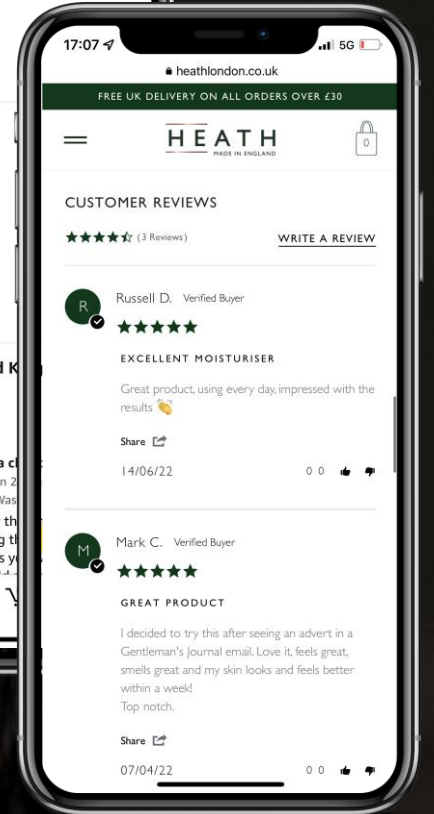 17:07
5G
heathlondon.co.uk
FREE UK DELIVERY ON ALL ORDERS OVER £30
HEATH
MADE IN ENGLAND
0
CUSTOMER REVIEWS
(3 Reviews)
WRITE A REVIEW
R
Russell D. Verified Buyer
EXCELLENT MOISTURISER
Great product, using every day, impressed with the
results 👏
Share
14/06/22
0 0
M
Mark C. Verified Buyer
GREAT PRODUCT
I decided to try this after seeing an advert in a
Gentleman's Journal email. Love it, feels great,
smells great and my skin looks and feels better
within a week!
Top notch.
Share
07/04/22
0 0